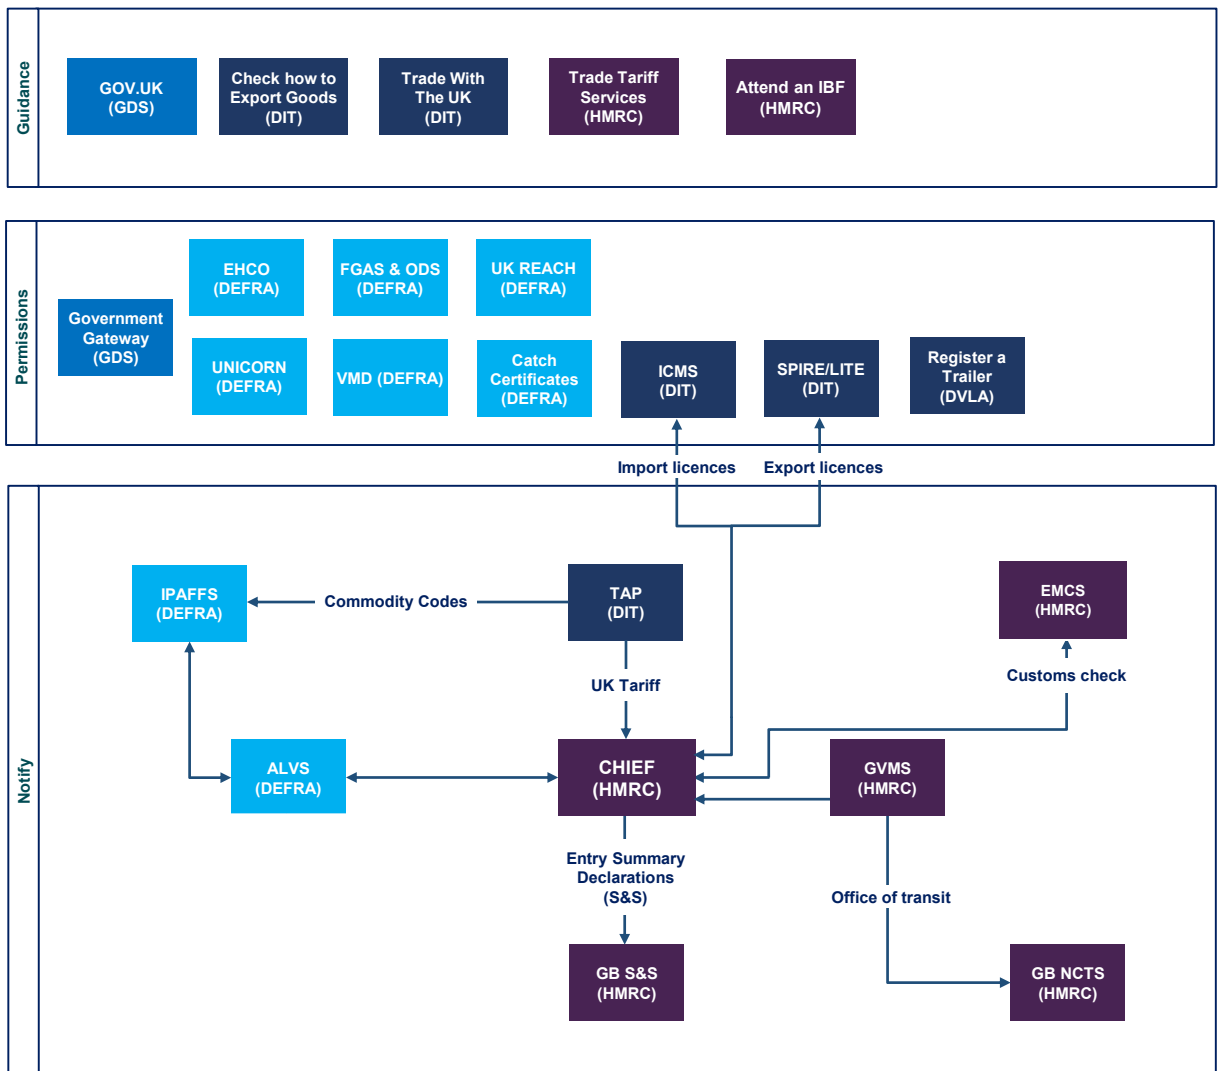 Guidance
GOV.UK
(GDS)
Check how to
Export Goods
(DIT)
Trade With
The UK
(DIT)
Trade Tariff
Services
(HMRC)
Attend an IBF
(HMRC)
Permissions
Government
Gateway
(GDS)
EHCO
(DEFRA)
FGAS & ODS
(DEFRA)
UK REACH
(DEFRA)
UNICORN
(DEFRA)
VMD (DEFRA)
Catch
Certificates
(DEFRA)
ICMS
(DIT)
SPIRE/LITE
(DIT)
Register a
Trailer
(DVLA)
Import licences
Export licences
Notify
IPAFFS
(DEFRA)
Commodity Codes
TAP
(DIT)
EMCS
(HMRC)
UK Tariff
Customs check
ALVS
(DEFRA)
CHIEF
(HMRC)
GVMS
(HMRC)
Entry Summary
Declarations
(S&S)
Office of transit
GB S&S
(HMRC)
GB NCTS
(HMRC)